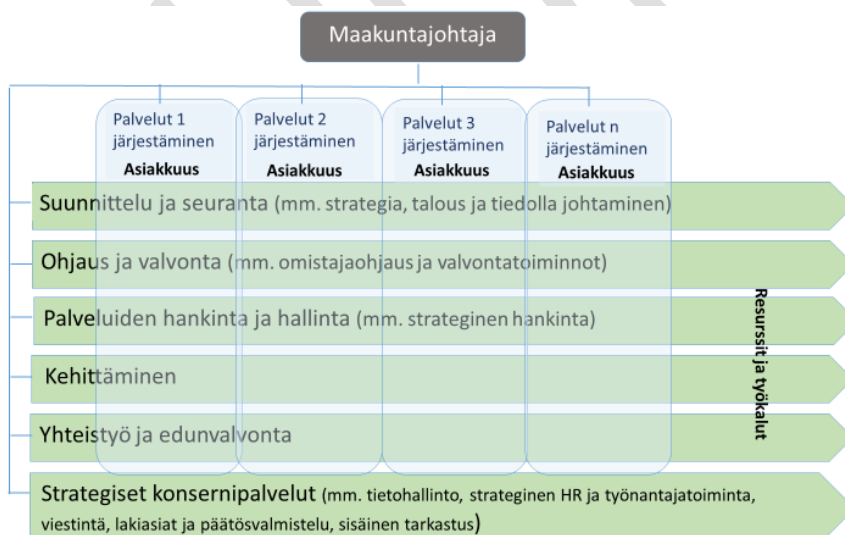 Maakuntajohtaja
Palvelut 1
järjestäminen
Asiakkuus
Palvelut 2
järjestäminen
Asiakkuus
Palvelut 3
järjestäminen
Asiakkuus
Palvelut n
järjestäminen
Asiakkuus
Suunnittelu ja seuranta (mm. strategia, talous ja tiedolla johtaminen)
Ohjaus ja valvonta (mm. omistajaohjaus ja valvontatoiminnot)
Palveluiden hankinta ja hallinta (mm. strateginen hankinta)
Kehittäminen
Yhteistyö ja edunvalvonta
Strategiset konsernipalvelut (mm. tietohallinto, strateginen HR ja työnantajatoiminta,
viestintä, lakiasiat ja päätösvalmistelu, sisäinen tarkastus)
Resurssit ja työkalut